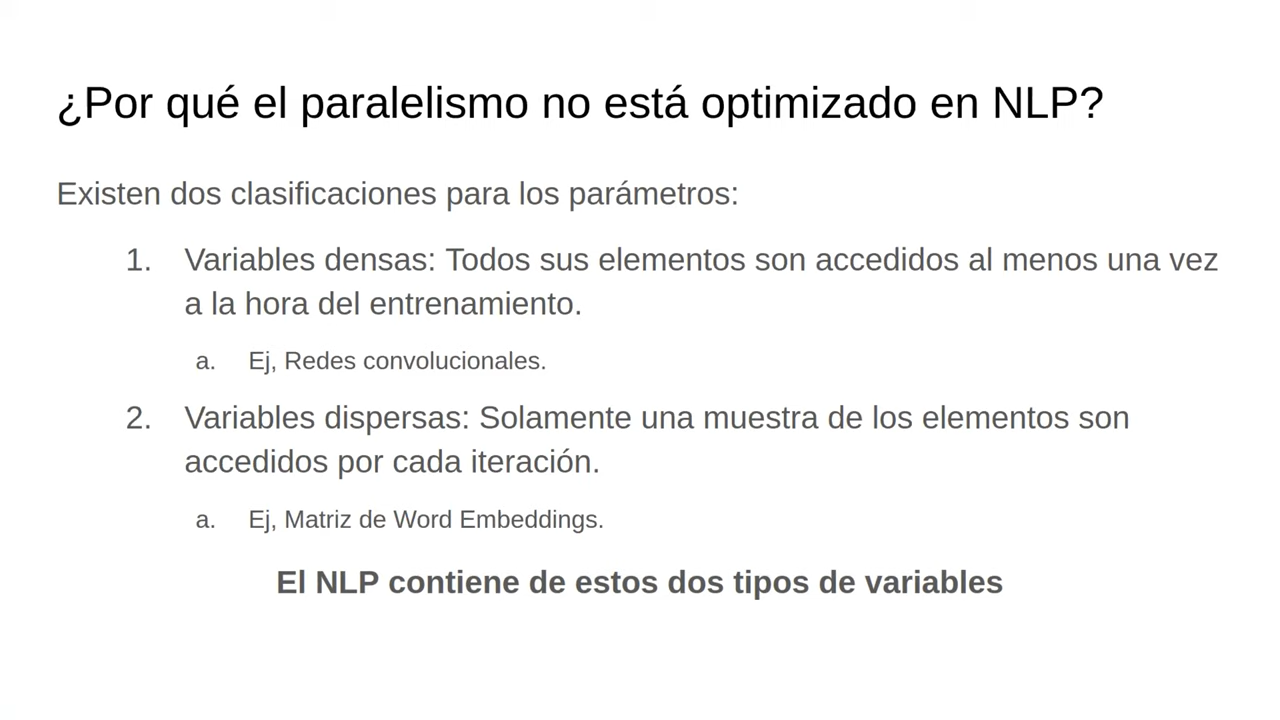 ¿Por qué el paralelismo no está optimizado en NLP?
Existen dos clasificaciones para los parámetros:
1. Variables densas: Todos sus elementos son accedidos al menos una vez
a la hora del entrenamiento.
a. Ej, Redes convolucionales.
2. Variables dispersas: Solamente una muestra de los elementos son
accedidos por cada iteración.
a. Ej, Matriz de Word Embeddings.
El NLP contiene de estos dos tipos de variables